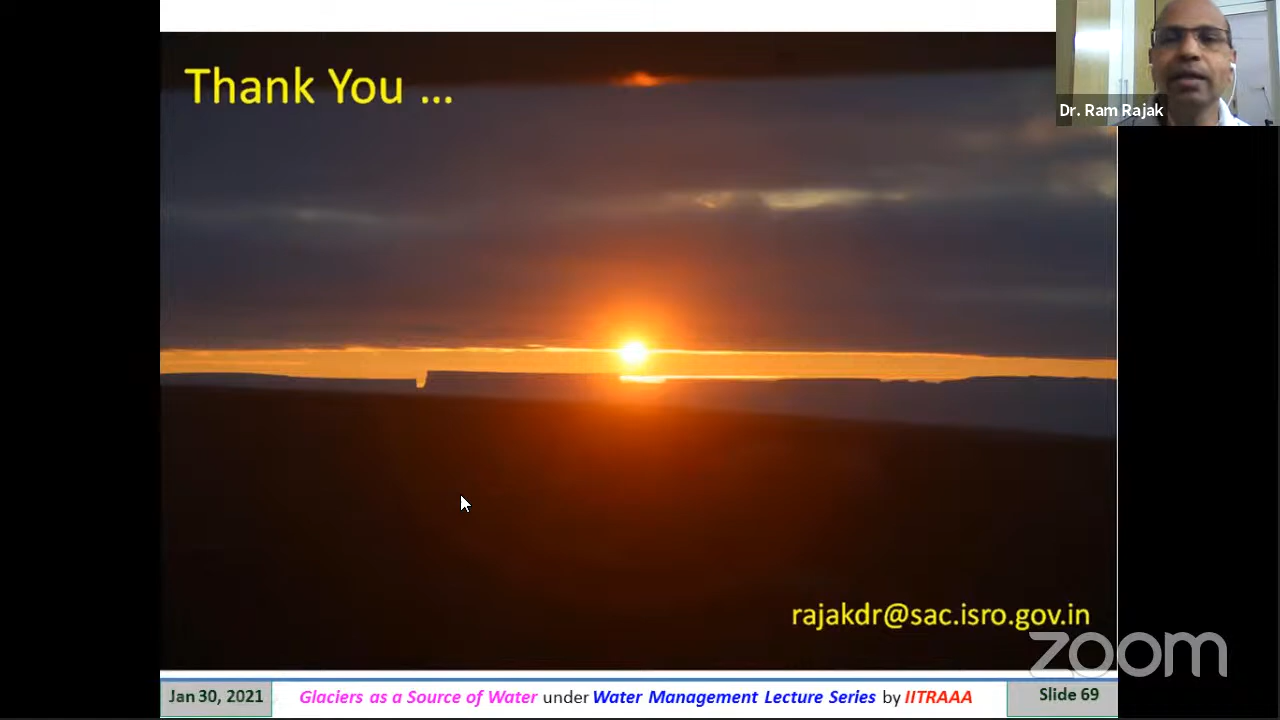 Thank You ...
Dr. Ram Rajak
rajakdr@sac.isro.gov.in
zoom
Jan 30, 2021 Glaciers as a Source of Water under Water Management Lecture Series by IITRAAA Slide 69